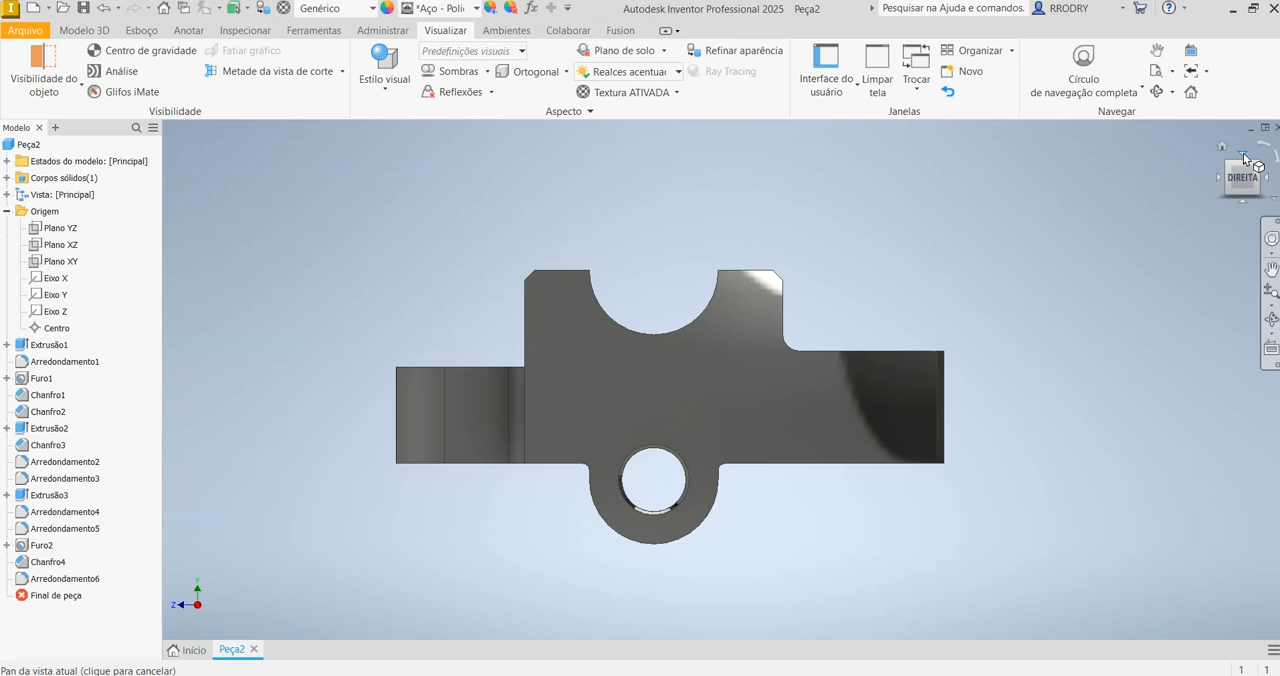 Genérico
*Aço - Polic
Autodesk Inventor Professional 2025 Peça2
Pesquisar na Ajuda e comandos.
RRODRY
Arquivo
Modelo 3D
Esboço
Anotar
Inspecionar
Ferramentas
Administrar
Visualizar
Ambientes
Colaborar
Fusion
Visibilidade do objeto
Centro de gravidade
Análise
Glifos iMate
Fatiar gráfico
Metade da vista de corte
Visibilidade
Estilo visual
Predefinições visuais
Sombras
Reflexões
Ortogonal
Plano de solo
Realces acentuac
Textura ATIVADA
Refinar aparência
Ray Tracing
Aspecto
Interface do usuário
Limpar tela
Trocar
Organizar
Novo
Janelas
Círculo
de navegação completa
Navegar
Modelo
Peça2
Estados do modelo: [Principal]
Corpos sólidos(1)
Vista: [Principal]
Origem
Plano YZ
Plano XZ
Plano XY
Eixo X
Eixo Y
Eixo Z
Centro
Extrusão1
Arredondamento1
Furo1
Chanfro1
Chanfro2
Extrusão2
Chanfro3
Arredondamento2
Arredondamento3
Extrusão3
Arredondamento4
Arredondamento5
Furo2
Chanfro4
Arredondamento6
Final de peça
DIREITA
Y
Z
Início
Peça2
Pan da vista atual (clique para cancelar)
1 1